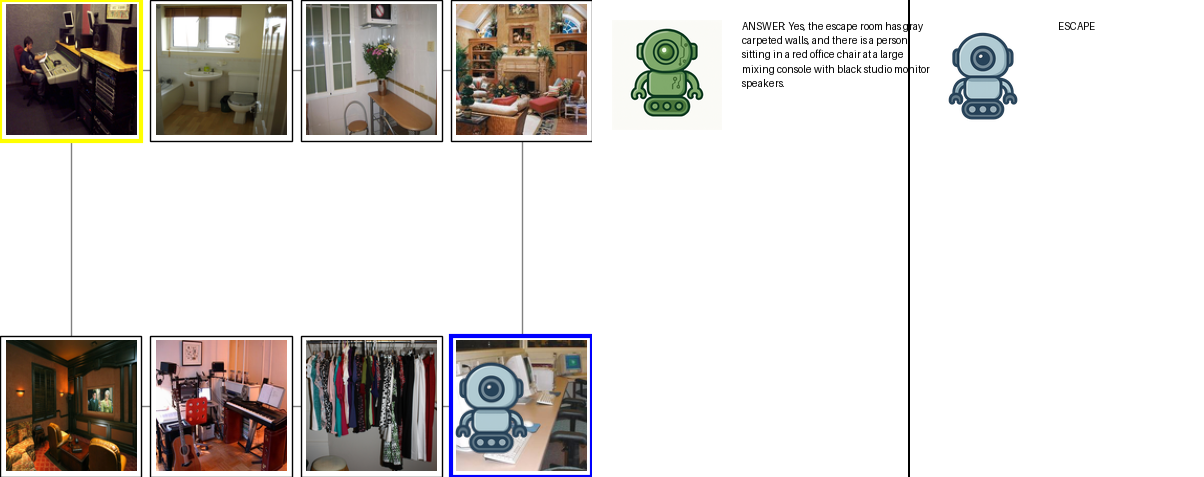 ANSWER: Yes, the escape room has gray
carpeted walls, and there is a person
sitting in a red office chair at a large
mixing console with black studio monitor
speakers.
ESCAPE